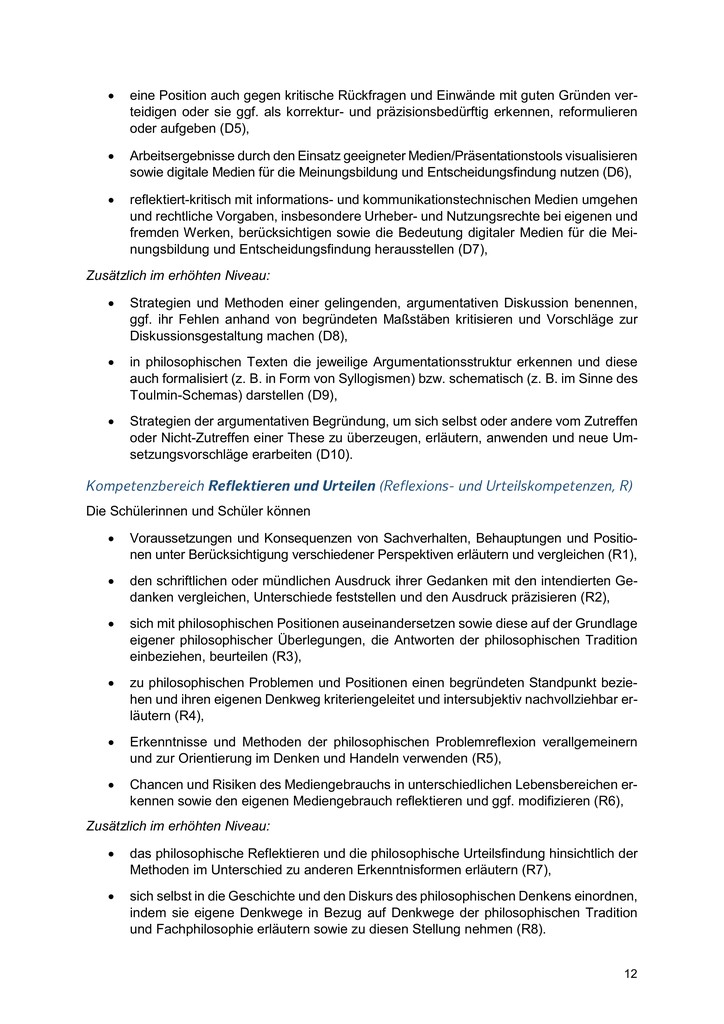 • eine Position auch gegen kritische Rückfragen und Einwände mit guten Gründen ver-
teidigen oder sie ggf. als korrektur- und präzisionsbedürftig erkennen, reformulieren
oder aufgeben (D5),
• Arbeitsergebnisse durch den Einsatz geeigneter Medien/Präsentationstools visualisieren
sowie digitale Medien für die Meinungsbildung und Entscheidungsfindung nutzen (D6),
• reflektiert-kritisch mit informations- und kommunikationstechnischen Medien umgehen
und rechtliche Vorgaben, insbesondere Urheber- und Nutzungsrechte bei eigenen und
fremden Werken, berücksichtigen sowie die Bedeutung digitaler Medien für die Mei-
nungsbildung und Entscheidungsfindung herausstellen (D7),
Zusätzlich im erhöhten Niveau:
• Strategien und Methoden einer gelingenden, argumentativen Diskussion benennen,
ggf. ihr Fehlen anhand von begründeten Maßstäben kritisieren und Vorschläge zur
Diskussionsgestaltung machen (D8),
• in philosophischen Texten die jeweilige Argumentationsstruktur erkennen und diese
auch formalisiert (z. B. in Form von Syllogismen) bzw. schematisch (z. B. im Sinne des
Toulmin-Schemas) darstellen (D9),
• Strategien der argumentativen Begründung, um sich selbst oder andere vom Zutreffen
oder Nicht-Zutreffen einer These zu überzeugen, erläutern, anwenden und neue Um-
setzungsvorschläge erarbeiten (D10).
Kompetenzbereich Reflektieren und Urteilen (Reflexions- und Urteilskompetenzen, R)
Die Schülerinnen und Schüler können
• Voraussetzungen und Konsequenzen von Sachverhalten, Behauptungen und Positio-
nen unter Berücksichtigung verschiedener Perspektiven erläutern und vergleichen (R1),
• den schriftlichen oder mündlichen Ausdruck ihrer Gedanken mit den intendierten Ge-
danken vergleichen, Unterschiede feststellen und den Ausdruck präzisieren (R2),
• sich mit philosophischen Positionen auseinandersetzen sowie diese auf der Grundlage
eigener philosophischer Überlegungen, die Antworten der philosophischen Tradition
einbeziehen, beurteilen (R3),
• zu philosophischen Problemen und Positionen einen begründeten Standpunkt bezie-
hen und ihren eigenen Denkweg kriteriengeleitet und intersubjektiv nachvollziehbar er-
läutern (R4),
• Erkenntnisse und Methoden der philosophischen Problemreflexion verallgemeinern
und zur Orientierung im Denken und Handeln verwenden (R5),
• Chancen und Risiken des Mediengebrauchs in unterschiedlichen Lebensbereichen er-
kennen sowie den eigenen Mediengebrauch reflektieren und ggf. modifizieren (R6),
Zusätzlich im erhöhten Niveau:
• das philosophische Reflektieren und die philosophische Urteilsfindung hinsichtlich der
Methoden im Unterschied zu anderen Erkenntnisformen erläutern (R7),
• sich selbst in die Geschichte und den Diskurs des philosophischen Denkens einordnen,
indem sie eigene Denkwege in Bezug auf Denkwege der philosophischen Tradition
und Fachphilosophie erläutern sowie zu diesen Stellung nehmen (R8).
12